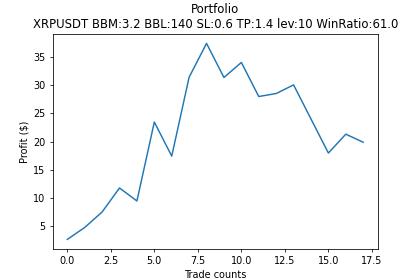 Portfolio
XRPUSDT BBM:3.2 BBL:140 SL:0.6 TP:1.4 lev:10 WinRatio:61.0
Profit ($)
35
30
25
20
15
10
5
0.0 2.5 5.0 7.5 10.0 12.5 15.0 17.5
Trade counts